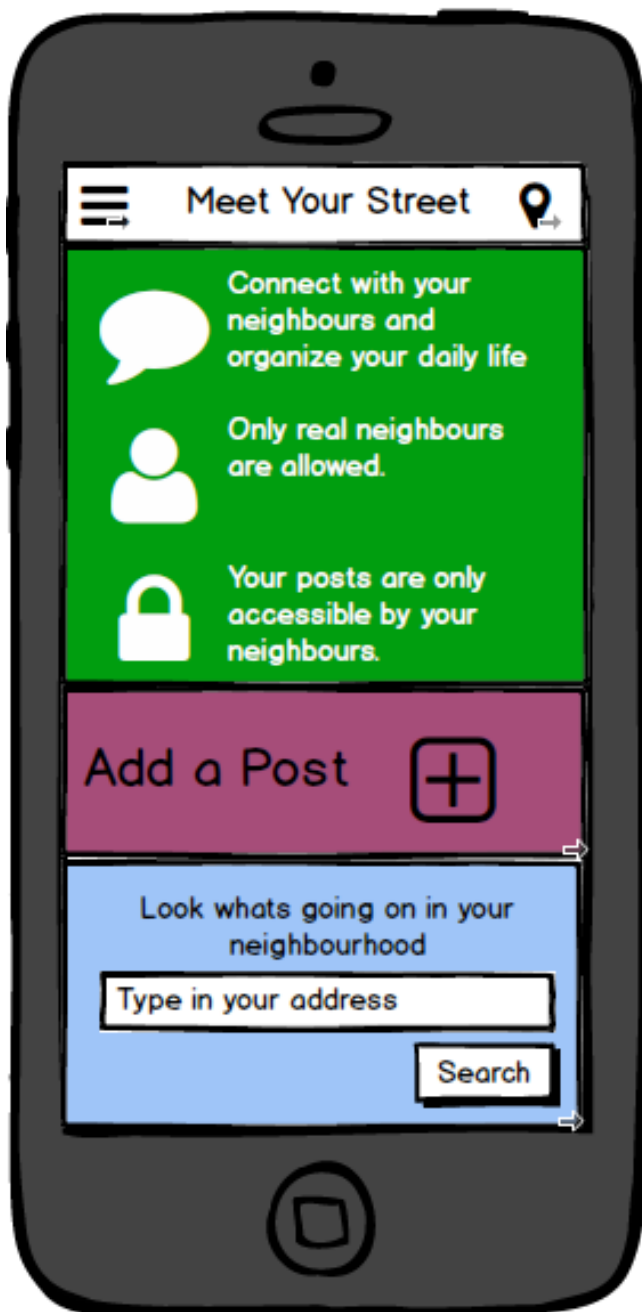 Meet Your Street
Connect with your
neighbours and
organize your daily life
Only real neighbours
are allowed.
Your posts are only
accessible by your
neighbours.
Add a Post
Look whats going on in your
neighbourhood
Type in your address
Search